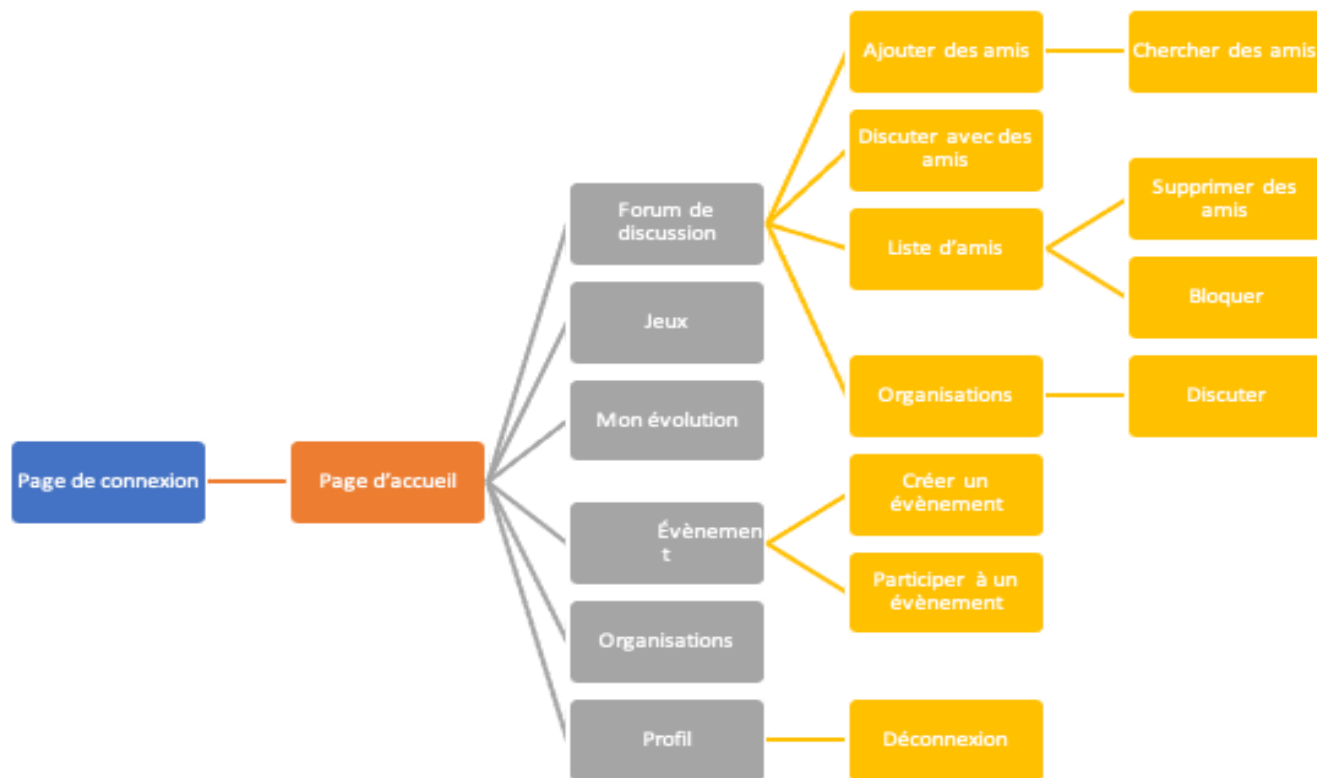 Ajouter des amis
Chercher des amis
Discuter avec des
amis
Supprimer des
amis
Forum de
discussion
Liste d'amis
Bloquer
Jeux
Organisations
Discuter
Mon évolution
Page de connexion
Page d'accueil
Créer un
évènement
Évènemen
t
Participer à un
évènement
Organisations
Profil
Déconnexion